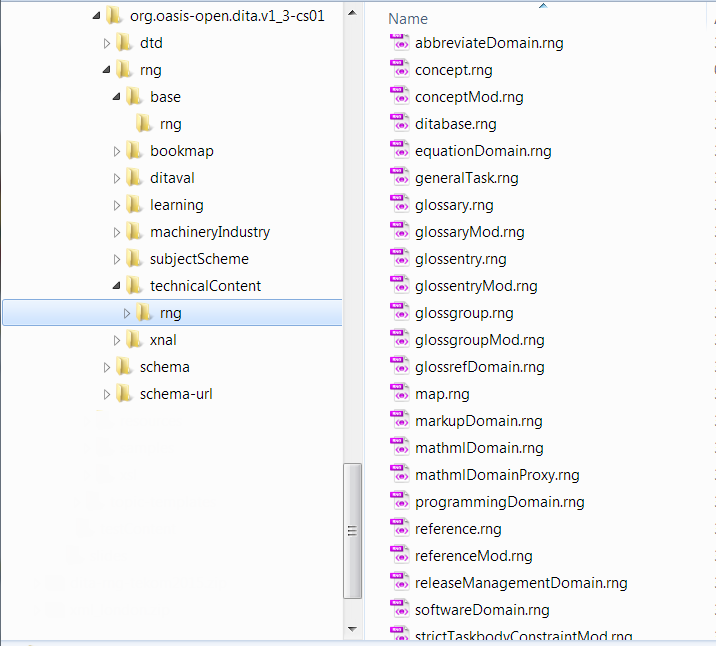 org.oasis-open.dita.v1_3-cs01
dtd
rng
base
rng
bookmap
ditaval
learning
machineryIndustry
subjectScheme
technicalContent
rng
xnal
schema
schema-url
Name
abbreviateDomain.rng
concept.rng
conceptMod.rng
ditabase.rng
equationDomain.rng
generalTask.rng
glossary.rng
glossaryMod.rng
glossentry.rng
glossentryMod.rng
glossgroup.rng
glossgroupMod.rng
glossrefDomain.rng
map.rng
markupDomain.rng
mathmlDomain.rng
mathmlDomainProxy.rng
programmingDomain.rng
reference.rng
referenceMod.rng
releaseManagementDomain.rng
softwareDomain.rng
strictTaskbodyConstraintMod.rng